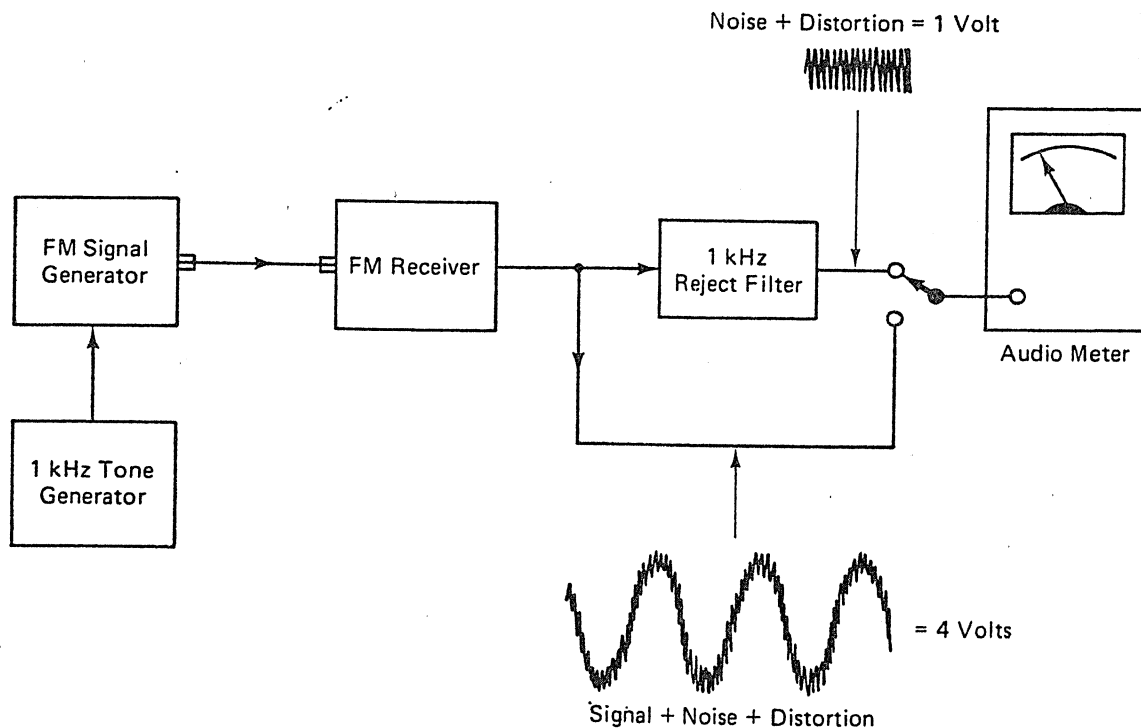 Noise + Distortion = 1 Volt
FM Signal
Generator
FM Receiver
1 kHz
Reject Filter
Audio Meter
1 kHz Tone
Generator
= 4 Volts
Signal + Noise + Distortion